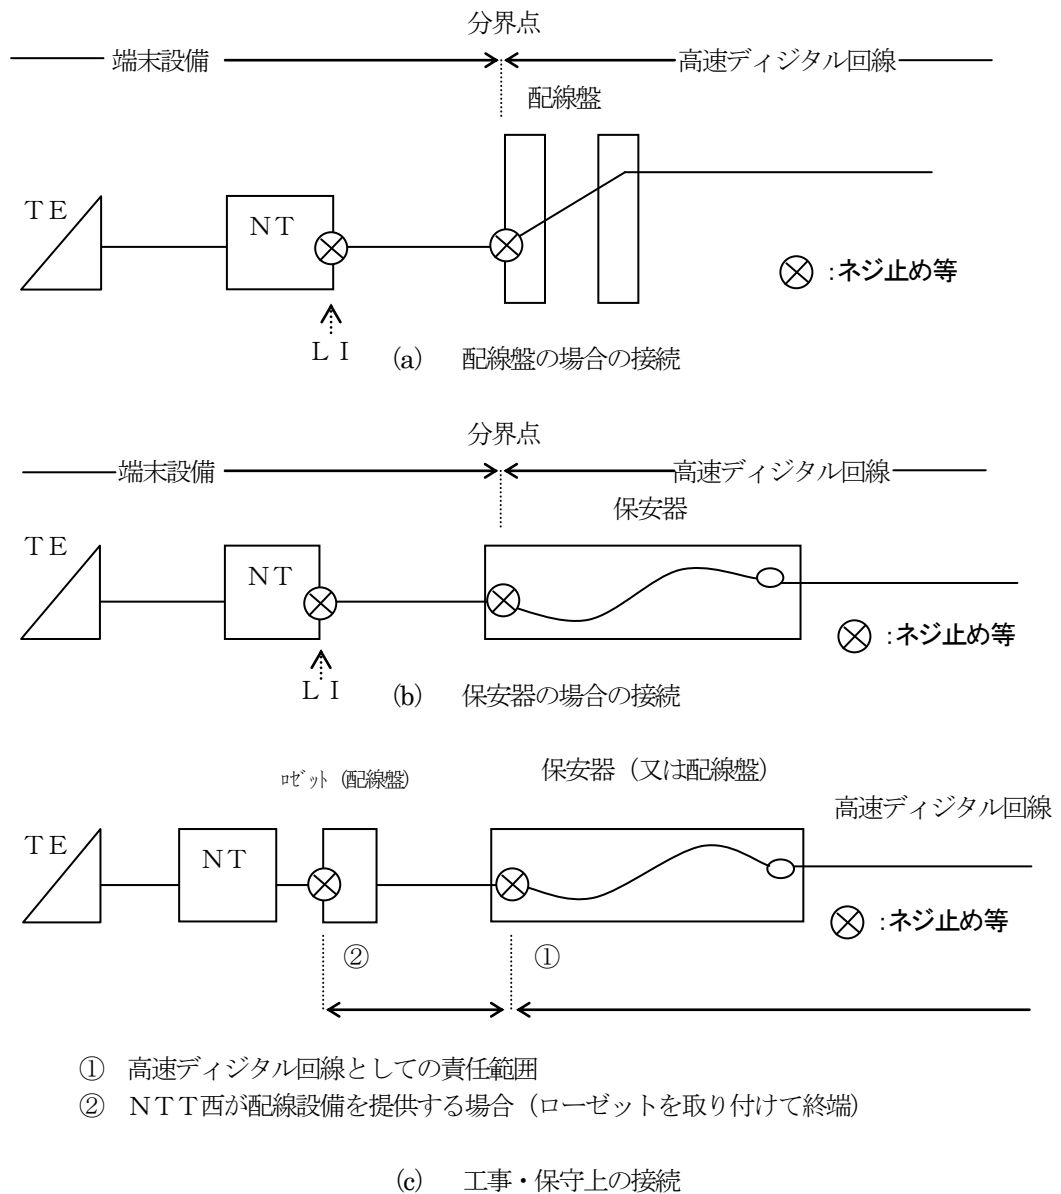 分界点
端末設備
高速ディジタル回線
配線盤
ＴＥ
ＮＴ
：ネジ止め等
ＬＩ
(a) 配線盤の場合の接続
分界点
端末設備
高速ディジタル回線
保安器
ＴＥ
ＮＴ
：ネジ止め等
ＬＩ
(b) 保安器の場合の接続
ﾛｾﾞｯﾄ（配線盤）
保安器（又は配線盤）
高速ディジタル回線
ＴＥ
ＮＴ
：ネジ止め等
②
①
① 高速ディジタル回線としての責任範囲
② ＮＴＴ西が配線設備を提供する場合（ローゼットを取り付けて終端）
(c) 工事・保守上の接続